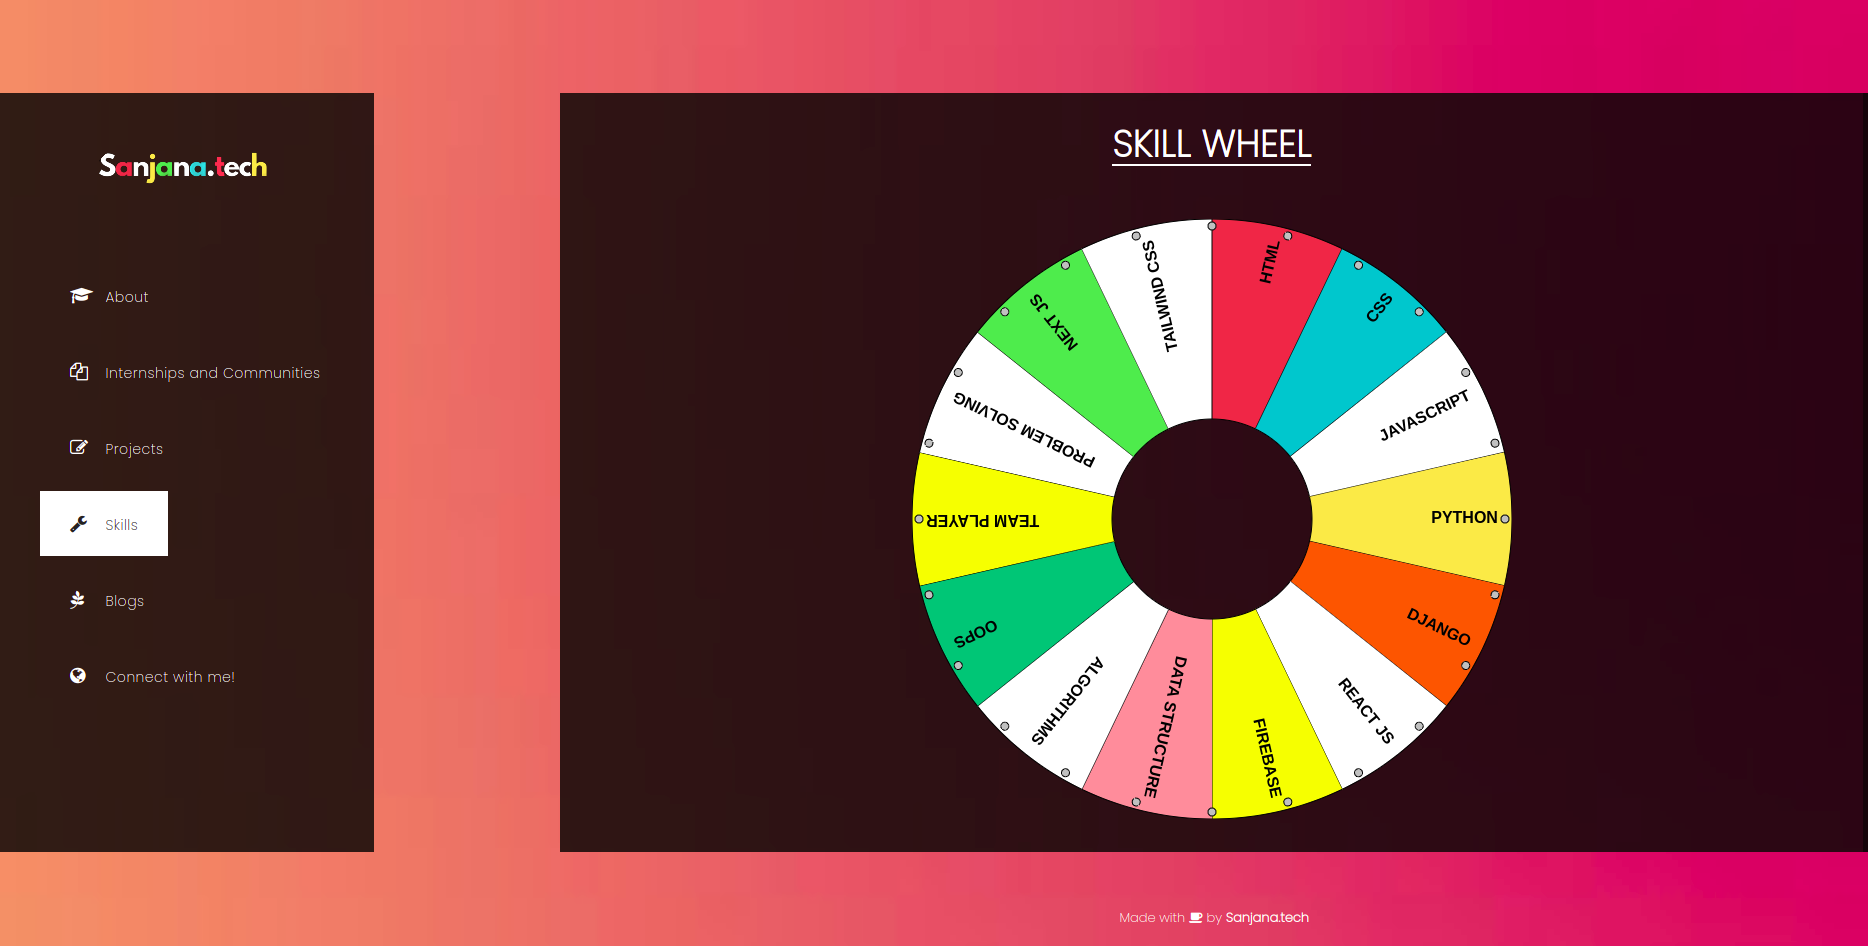 Sanjana.tech
About
Internships and Communities
Projects
Skills
Blogs
Connect with me!
SKILL WHEEL
HTML
CSS
JAVASCRIPT
PYTHON
DJANGO
REACT JS
FIREBASE
DATA STRUCTURE
ALGORITHMS
OOPS
TEAM PLAYER
PROBLEM SOLVING
NEXT JS
TAILWIND CSS
Made with by Sanjana.tech